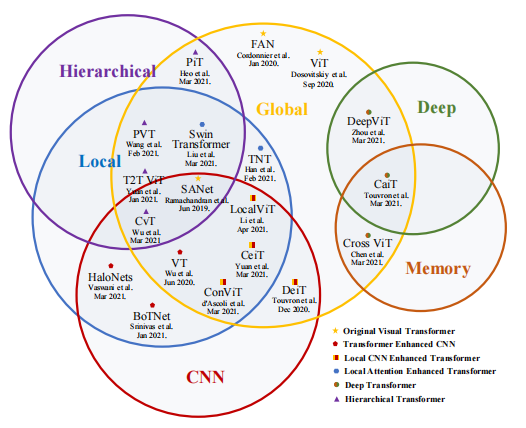 Hierarchical
PiT
Heo et al.
Mar 2021.
FAN
Cordonnier et al.
Jun 2020.
ViT
Dosovitskiy et al.
Sep 2020.
Global
Deep
DeepViT
Zhou et al.
Mar 2021.
PVT
Wang et al.
Feb 2021.
Swin
Transformer
Liu et al.
Mar 2021.
TNT
Han et al.
Feb 2021.
Local
T2T ViT
Yuan et al.
Jun 2021.
SANet
Ramachandran et al.
Jun 2019.
CaiT
Touvron et al.
Mar 2021.
CvT
Wu et al.
Mar 2021
LocalViT
Li et al.
Apr 2021.
Cross ViT
Chen et al.
Mar 2021.
Memory
HaloNets
Vaswani et al.
Mar 2021.
VT
Wu et al.
Jun 2020.
CeiT
Yuan et al.
Mar 2021.
ConViT
d'Ascoli et al.
Mar 2021.
DeiT
Touvron et al.
Dec 2020.
BoTNet
Srinivas et al.
Jan 2021.
CNN
Original Visual Transformer
Transformer Enhanced CNN
Local CNN Enhanced Transformer
Local Attention Enhanced Transformer
Deep Transformer
Hierarchical Transformer